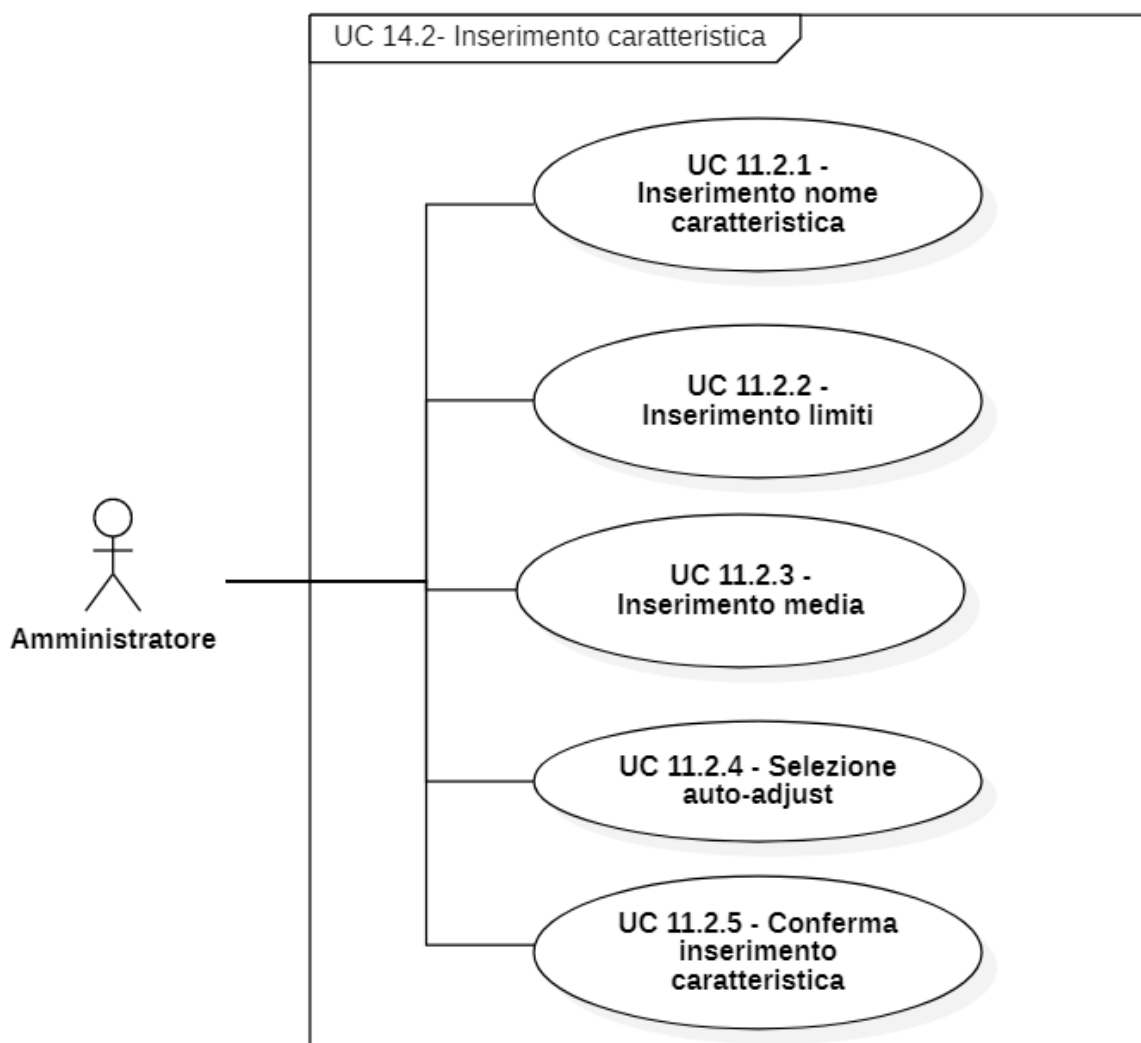 UC 14.2- Inserimento caratteristica
UC 11.2.1 -
Inserimento nome
caratteristica
UC 11.2.2 -
Inserimento limiti
UC 11.2.3 -
Inserimento media
Amministratore
UC 11.2.4 - Selezione
auto-adjust
UC 11.2.5 - Conferma
inserimento
caratteristica